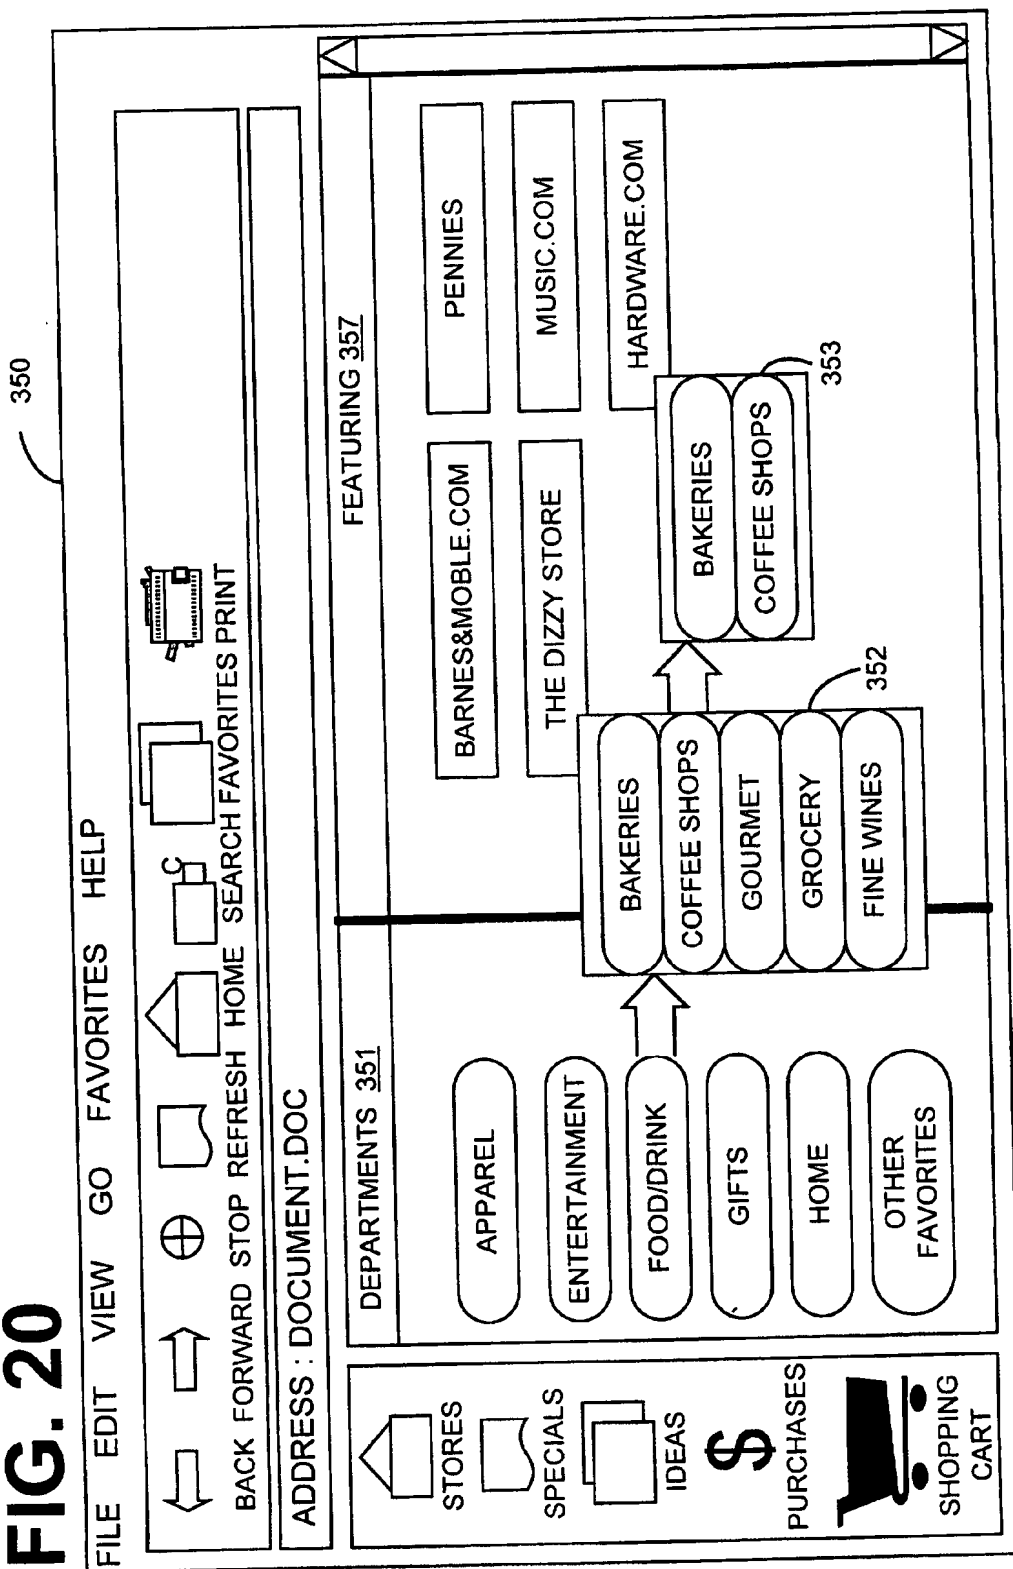 FIG. 20
350
FILE EDIT VIEW GO FAVORITES HELP
C
BACK FORWARD STOP REFRESH HOME SEARCH FAVORITES PRINT
ADDRESS : DOCUMENT.DOC
STORES
SPECIALS
IDEAS
$
PURCHASES
SHOPPING
CART
DEPARTMENTS 351
APPAREL
ENTERTAINMENT
FOOD/DRINK
GIFTS
HOME
OTHER
FAVORITES
FEATURING 357
BARNES&MOBLE.COM
PENNIES
THE DIZZY STORE
MUSIC.COM
HARDWARE.COM
BAKERIES
COFFEE SHOPS
GOURMET
GROCERY
FINE WINES
352
BAKERIES
COFFEE SHOPS
353